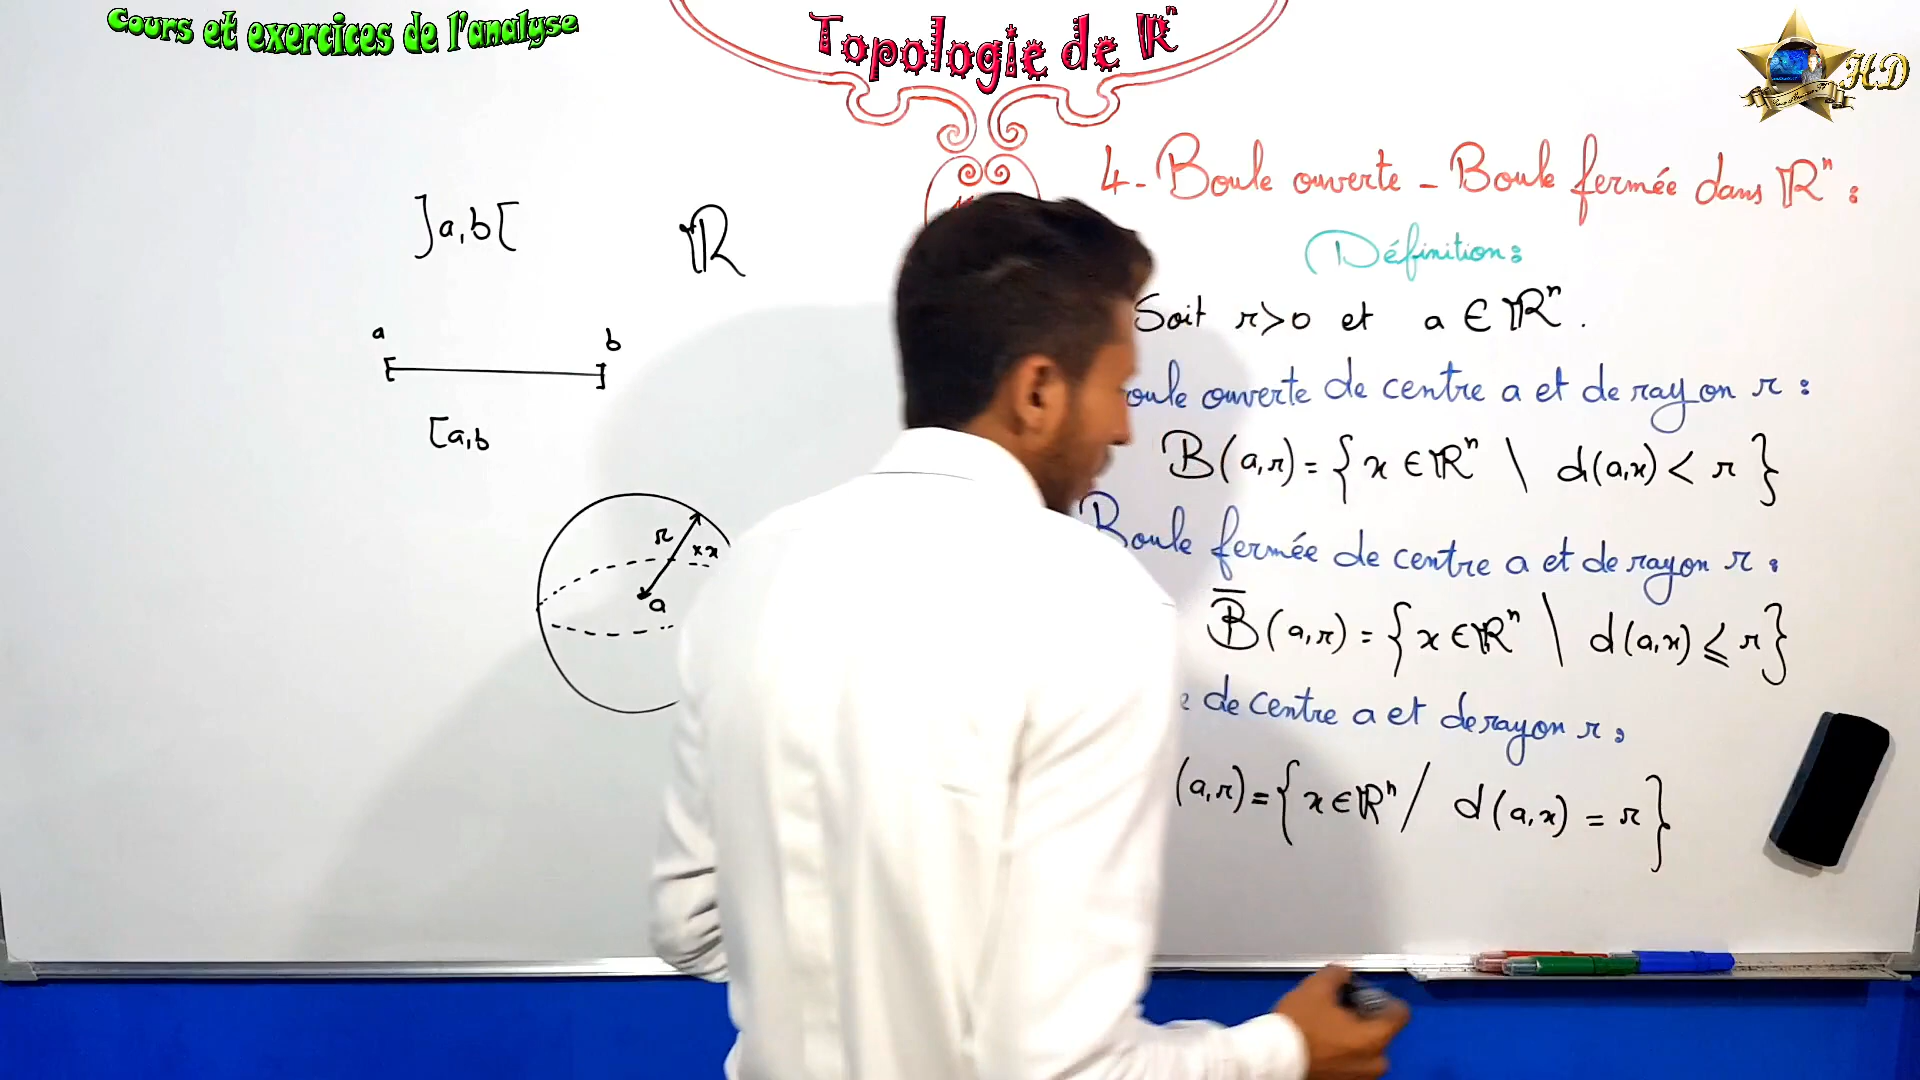 Cours et exercices de l'analyse
Topologie de ℝⁿ
HD
]a,b[
ℝ
a
b
[a,b
r
x x
a
4- Boule ouverte - Boule fermée dans ℝⁿ :
Définition :
Soit r > 0 et a ∈ ℝⁿ .
oule ouverte de centre a et de rayon r :
B(a,r) = { x ∈ ℝⁿ \ d(a,x) < r }
Boule fermée de centre a et de rayon r :
B̅(a,r) = { x ∈ ℝⁿ \ d(a,x) ⩽ r }
e de centre a et de rayon r :
(a,r) = { x ∈ ℝⁿ / d(a,x) = r }